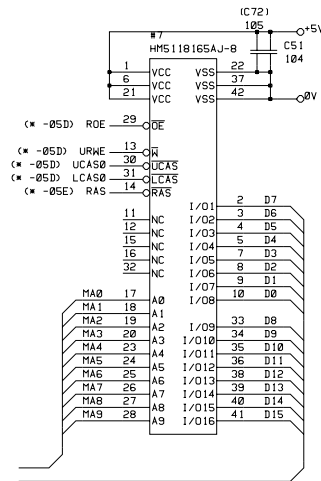 (C72)
105
+5V
#7
HM5118165AJ-8
C51
104
1 VCC VSS 22
6 VCC VSS 37
21 VCC VSS 42
0V
(* -05D) ROE 29 OE
(* -05D) URWE 13 W
(* -05D) UCAS0 30 UCAS
(* -05D) LCAS0 31 LCAS
(* -05E) RAS 14 RAS
I/O1 2 D7
11 NC I/O2 3 D6
12 NC I/O3 4 D5
15 NC I/O4 5 D4
16 NC I/O5 7 D3
32 NC I/O6 8 D2
I/O7 9 D1
MA0 17 A0 I/O8 10 D0
MA1 18 A1
MA2 19 A2 I/O9 33 D8
MA3 20 A3 I/O10 34 D9
MA4 23 A4 I/O11 35 D10
MA5 24 A5 I/O12 36 D11
MA6 25 A6 I/O13 38 D12
MA7 26 A7 I/O14 39 D13
MA8 27 A8 I/O15 40 D14
MA9 28 A9 I/O16 41 D15